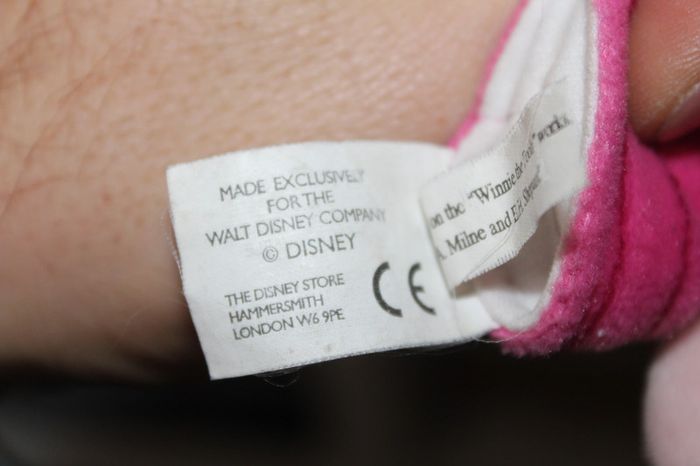 MADE EXCLUSIVELY
FOR THE
WALT DISNEY COMPANY
© DISNEY
THE DISNEY STORE
HAMMERSMITH
LONDON W6 9PE
CE
on the "Winnie the Pooh" works
A. Milne and E.H. Shepard"